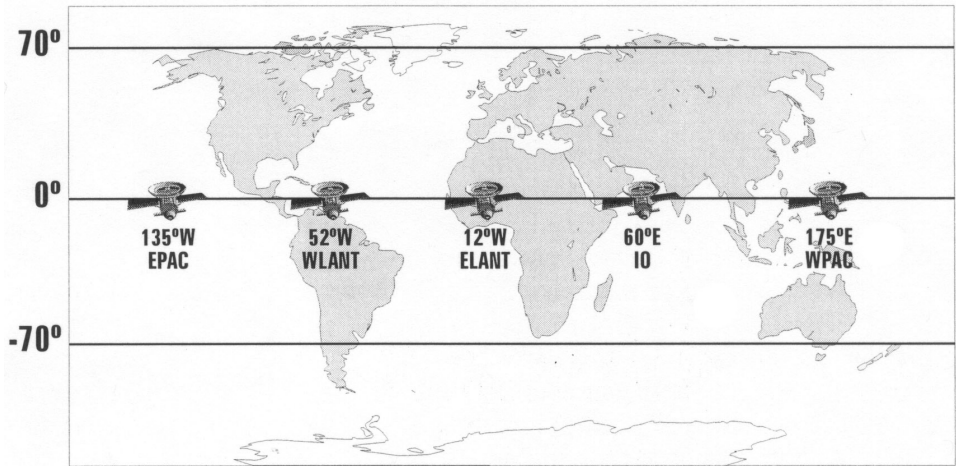 70º
0º
135ºW
EPAC
52ºW
WLANT
12ºW
ELANT
60ºE
IO
175ºE
WPAC
-70º